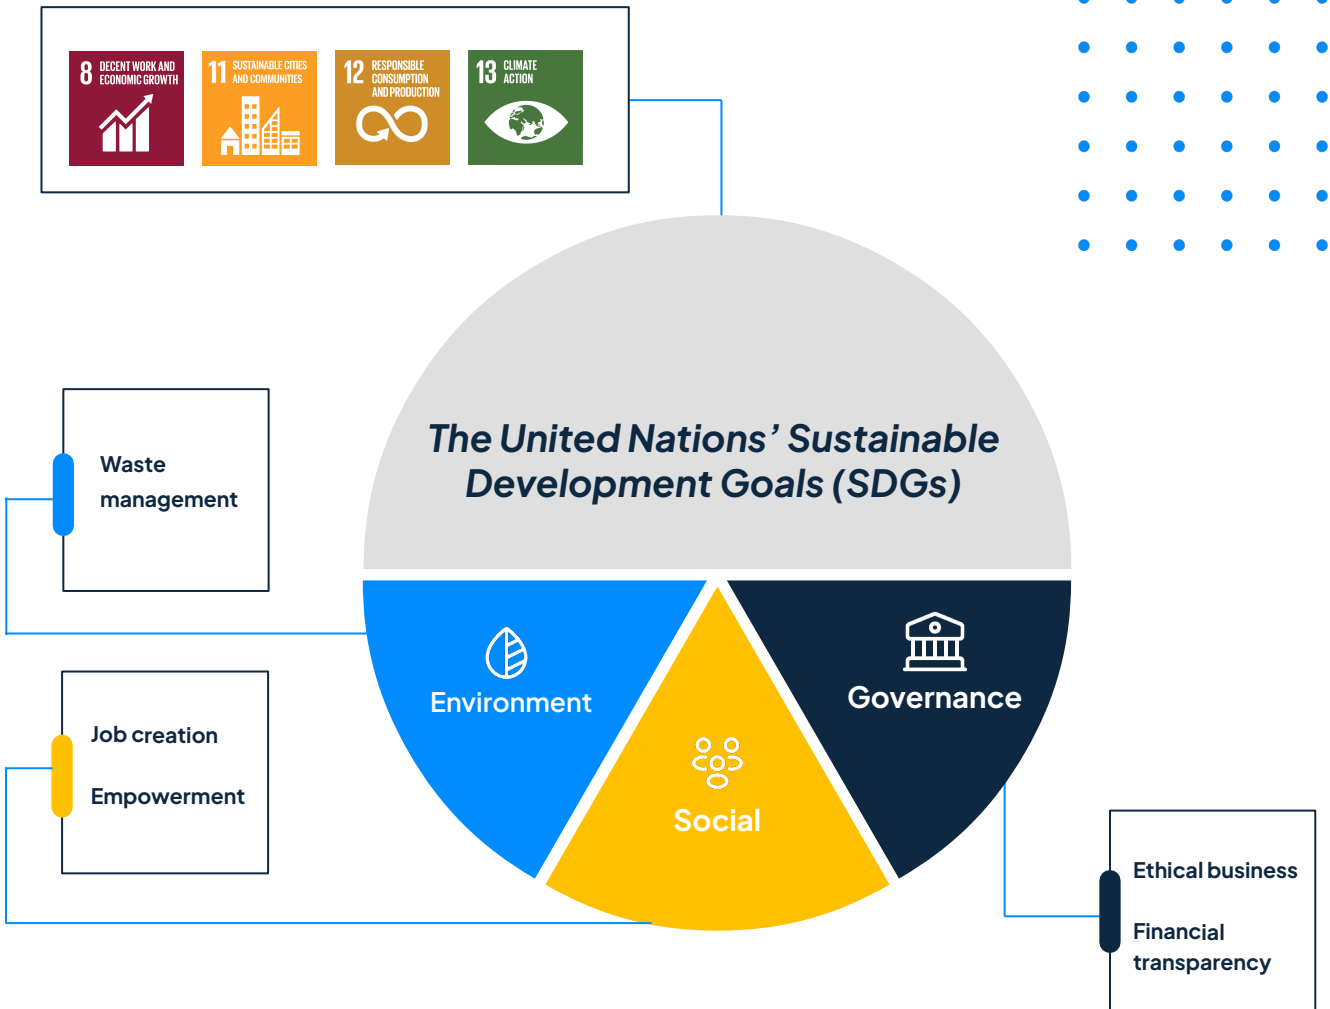 8 DECENT WORK AND
ECONOMIC GROWTH
11 SUSTAINABLE CITIES
AND COMMUNITIES
12 RESPONSIBLE
CONSUMPTION
AND PRODUCTION
13 CLIMATE
ACTION
The United Nations’ Sustainable
Development Goals (SDGs)
Waste
management
Environment
Governance
Job creation
Empowerment
Social
Ethical business
Financial
transparency